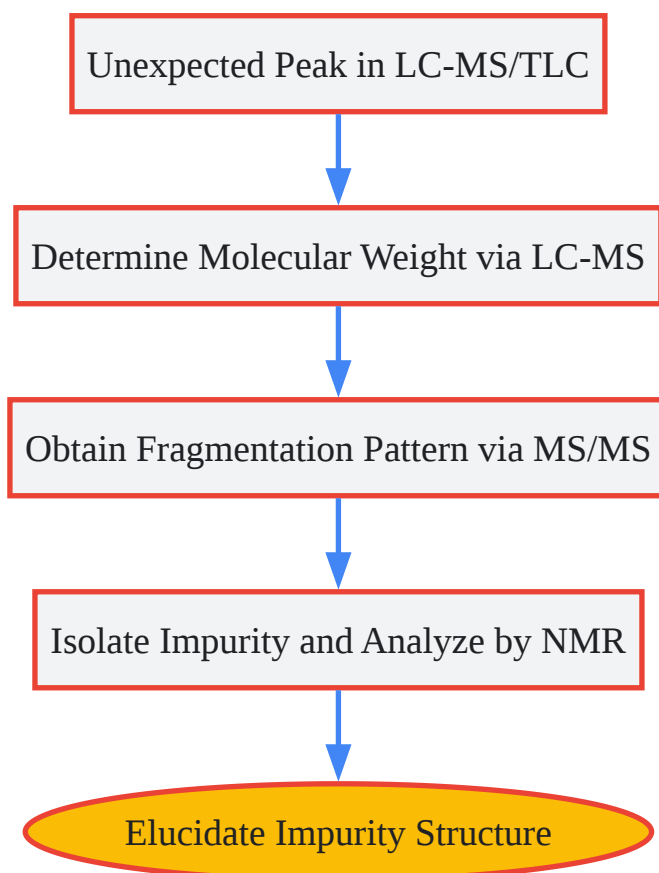 Unexpected Peak in LC-MS/TLC
Determine Molecular Weight via LC-MS
Obtain Fragmentation Pattern via MS/MS
Isolate Impurity and Analyze by NMR
Elucidate Impurity Structure